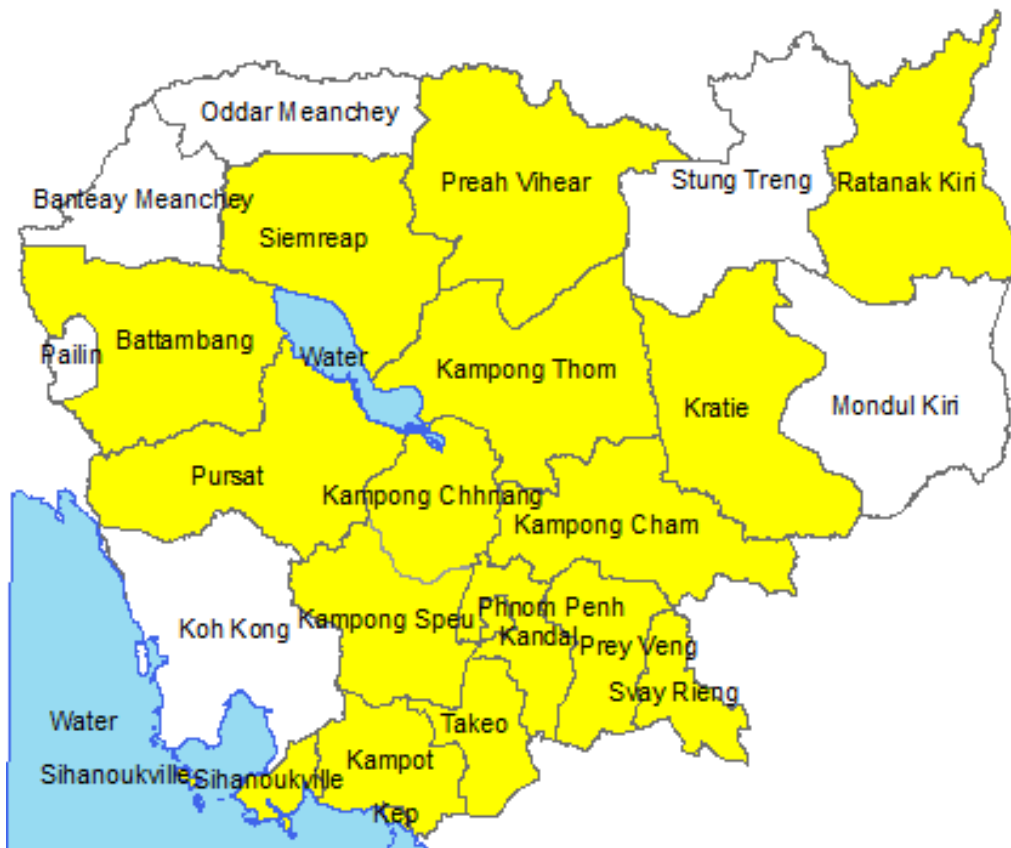 Oddar Meanchey
Preah Vihear
Stung Treng
Ratanak Kiri
Banteay Meanchey
Siemreap
Battambang
Pailin
Water
Kampong Thom
Kratie
Mondul Kiri
Pursat
Kampong Chhnang
Kampong Cham
Koh Kong
Kampong Speu
Phnom Penh
Kandal
Prey Veng
Svay Rieng
Water
Takeo
Kampot
Sihanoukville
Sihanoukville
Kep